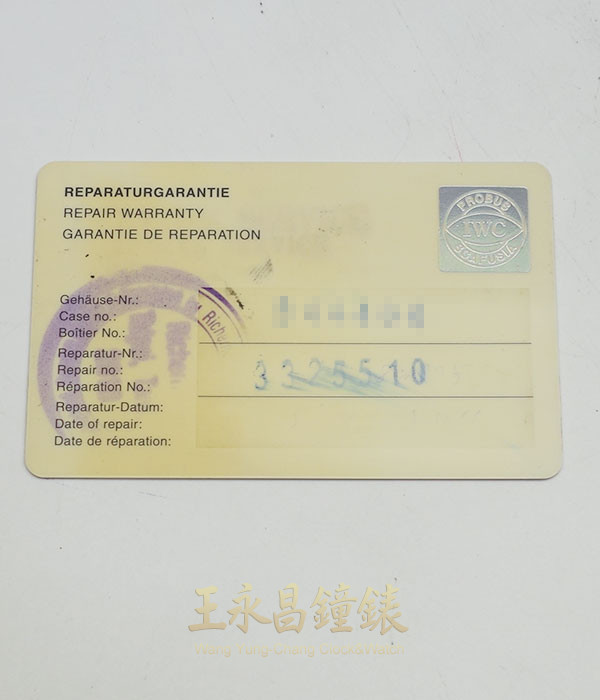 REPARATURGARANTIE
REPAIR WARRANTY
GARANTIE DE REPARATION
PROBUS
IWC
SCAFUSIA
Gehäuse-Nr.:
Case no.:
Boîtier No.:
Reparatur-Nr.:
Repair no.:
Réparation No.:
3325510
Reparatur-Datum:
Date of repair:
Date de réparation:
王永昌鐘錶